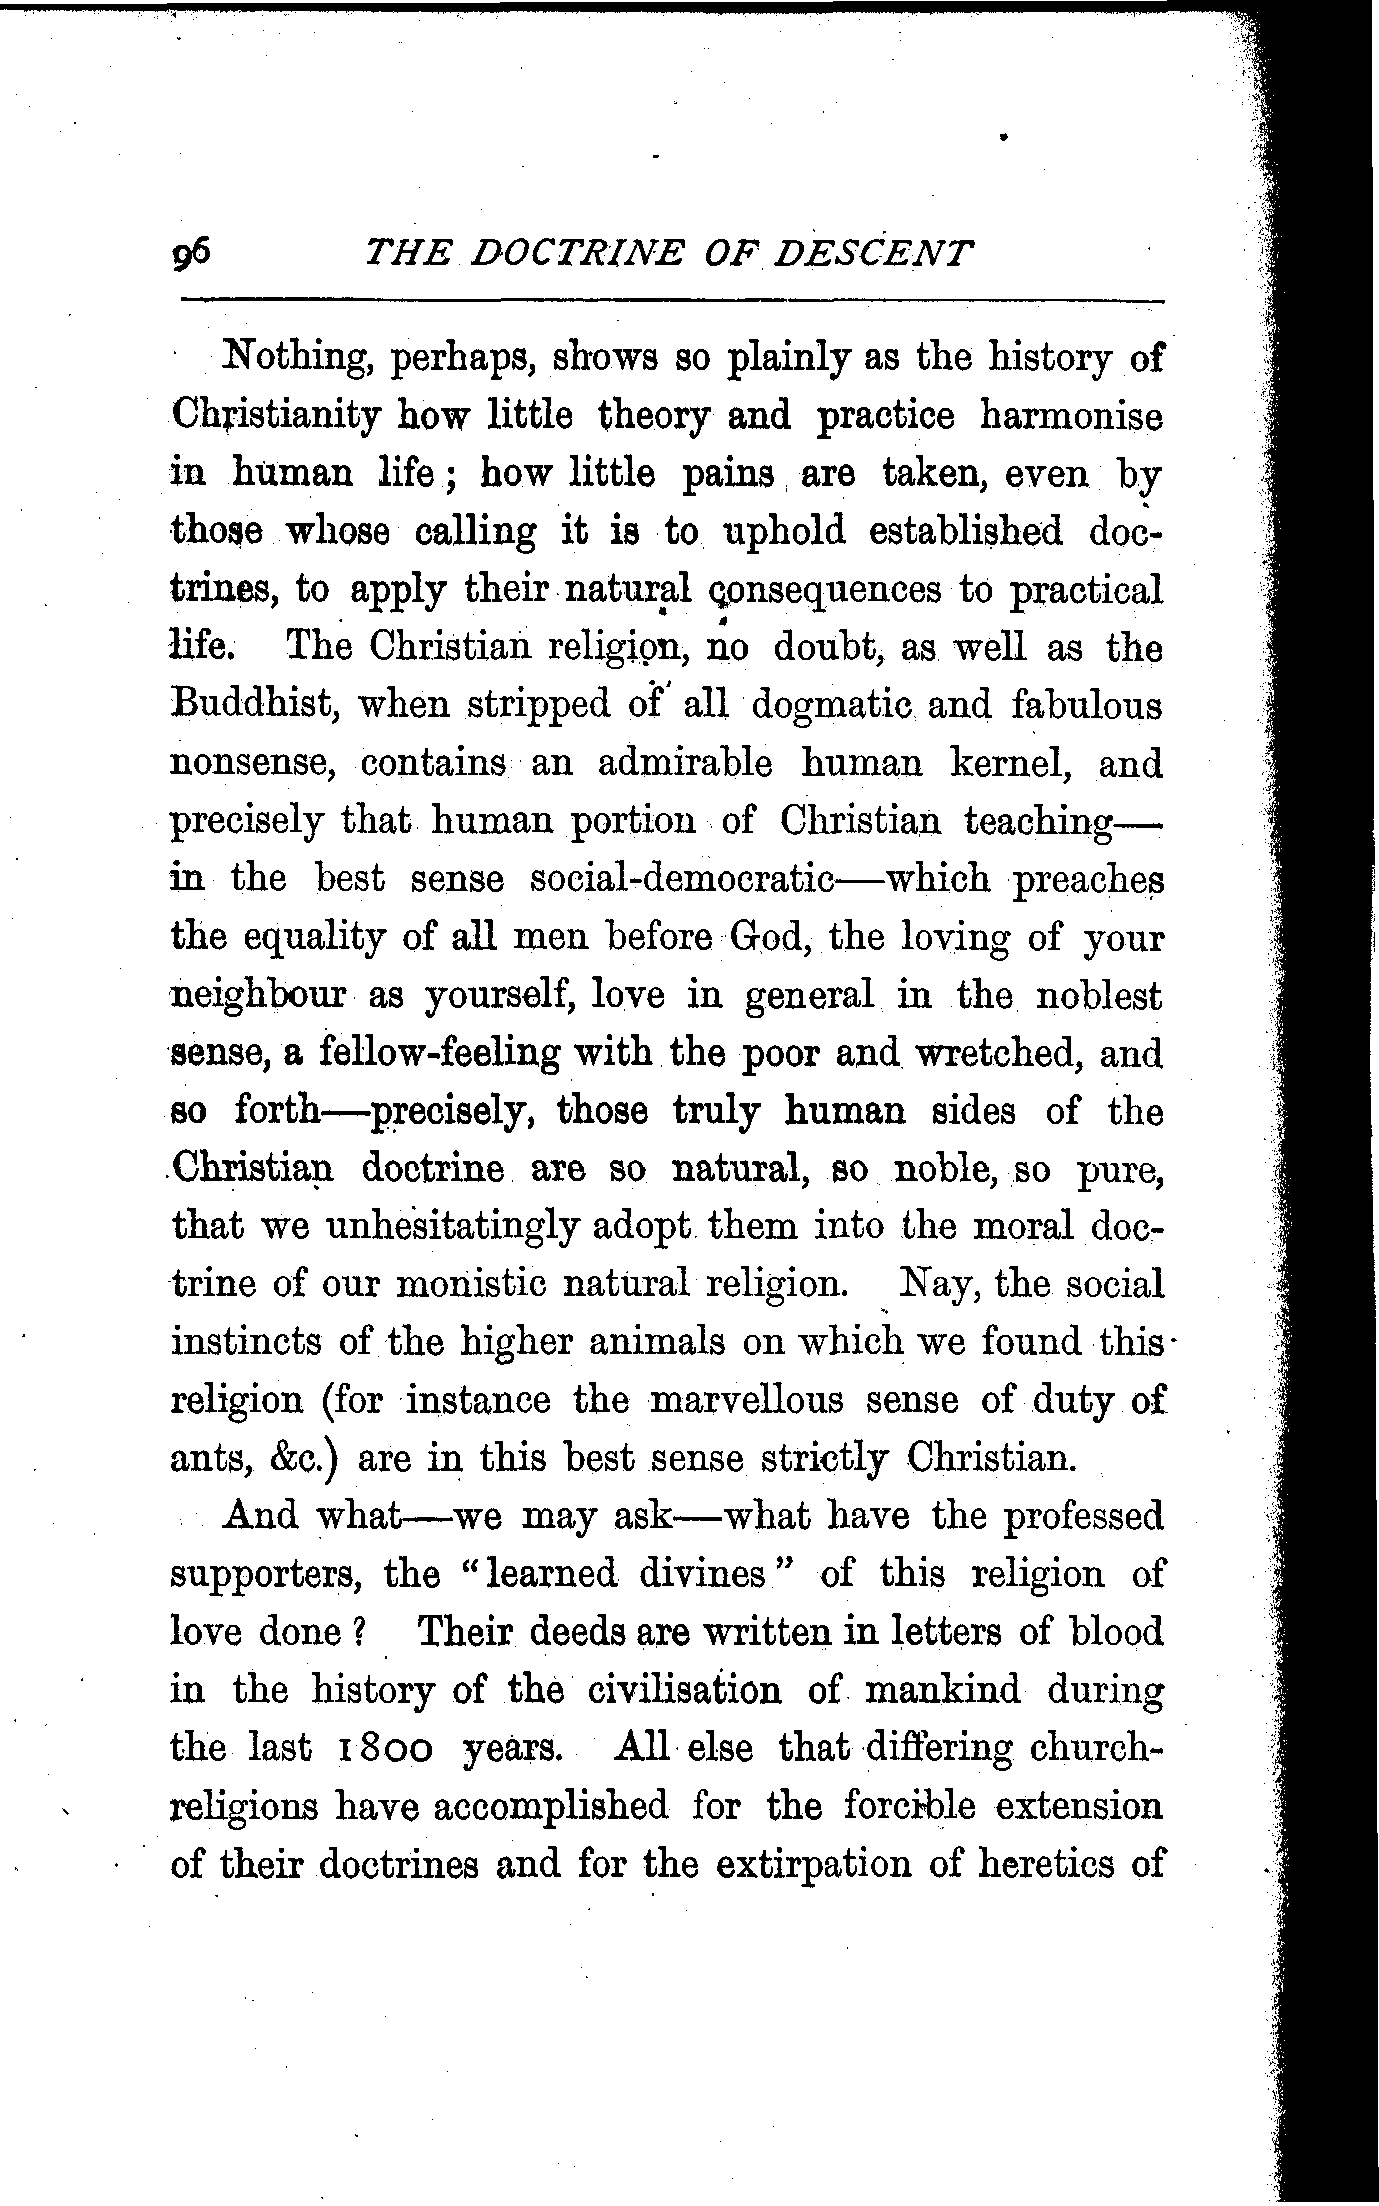 96 THE DOCTRINE OF DESCENT
Nothing, perhaps, shows so plainly as the history of
Christianity how little theory and practice harmonise
in human life; how little pains are taken, even by
those whose calling it is to uphold established doc-
trines, to apply their natural consequences to practical
life. The Christian religion, no doubt, as well as the
Buddhist, when stripped of all dogmatic and fabulous
nonsense, contains an admirable human kernel, and
precisely that human portion of Christian teaching—
in the best sense social-democratic—which preaches
the equality of all men before God, the loving of your
neighbour as yourself, love in general in the noblest
sense, a fellow-feeling with the poor and wretched, and
so forth—precisely, those truly human sides of the
Christian doctrine are so natural, so noble, so pure,
that we unhesitatingly adopt them into the moral doc-
trine of our monistic natural religion. Nay, the social
instincts of the higher animals on which we found this
religion (for instance the marvellous sense of duty of
ants, &c.) are in this best sense strictly Christian.
And what—we may ask—what have the professed
supporters, the "learned divines" of this religion of
love done? Their deeds are written in letters of blood
in the history of the civilisation of mankind during
the last 1800 years. All else that differing church-
religions have accomplished for the forcible extension
of their doctrines and for the extirpation of heretics of